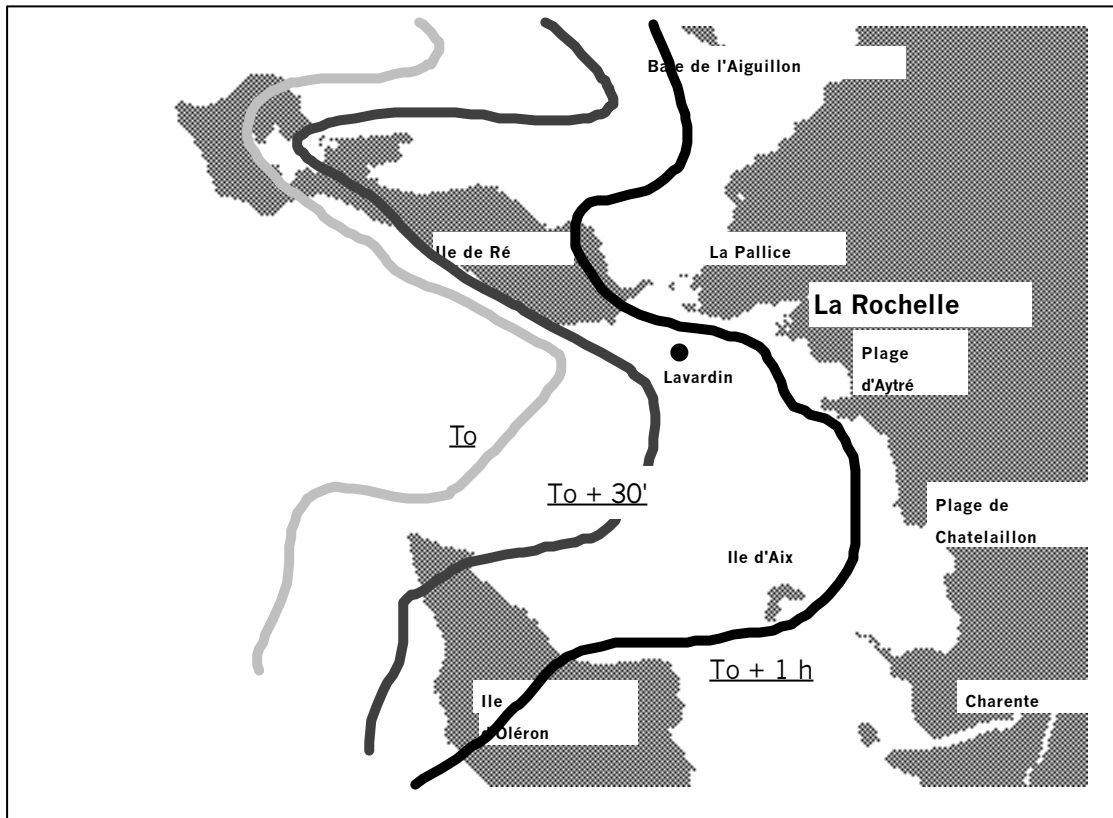 Baie de l'Aiguillon
Ile de Ré
La Pallice
La Rochelle
Plage
d'Aytré
Lavardin
To
To + 30'
Plage de
Chatelaillon
Ile d'Aix
To + 1 h
Ile
d'Oléron
Charente